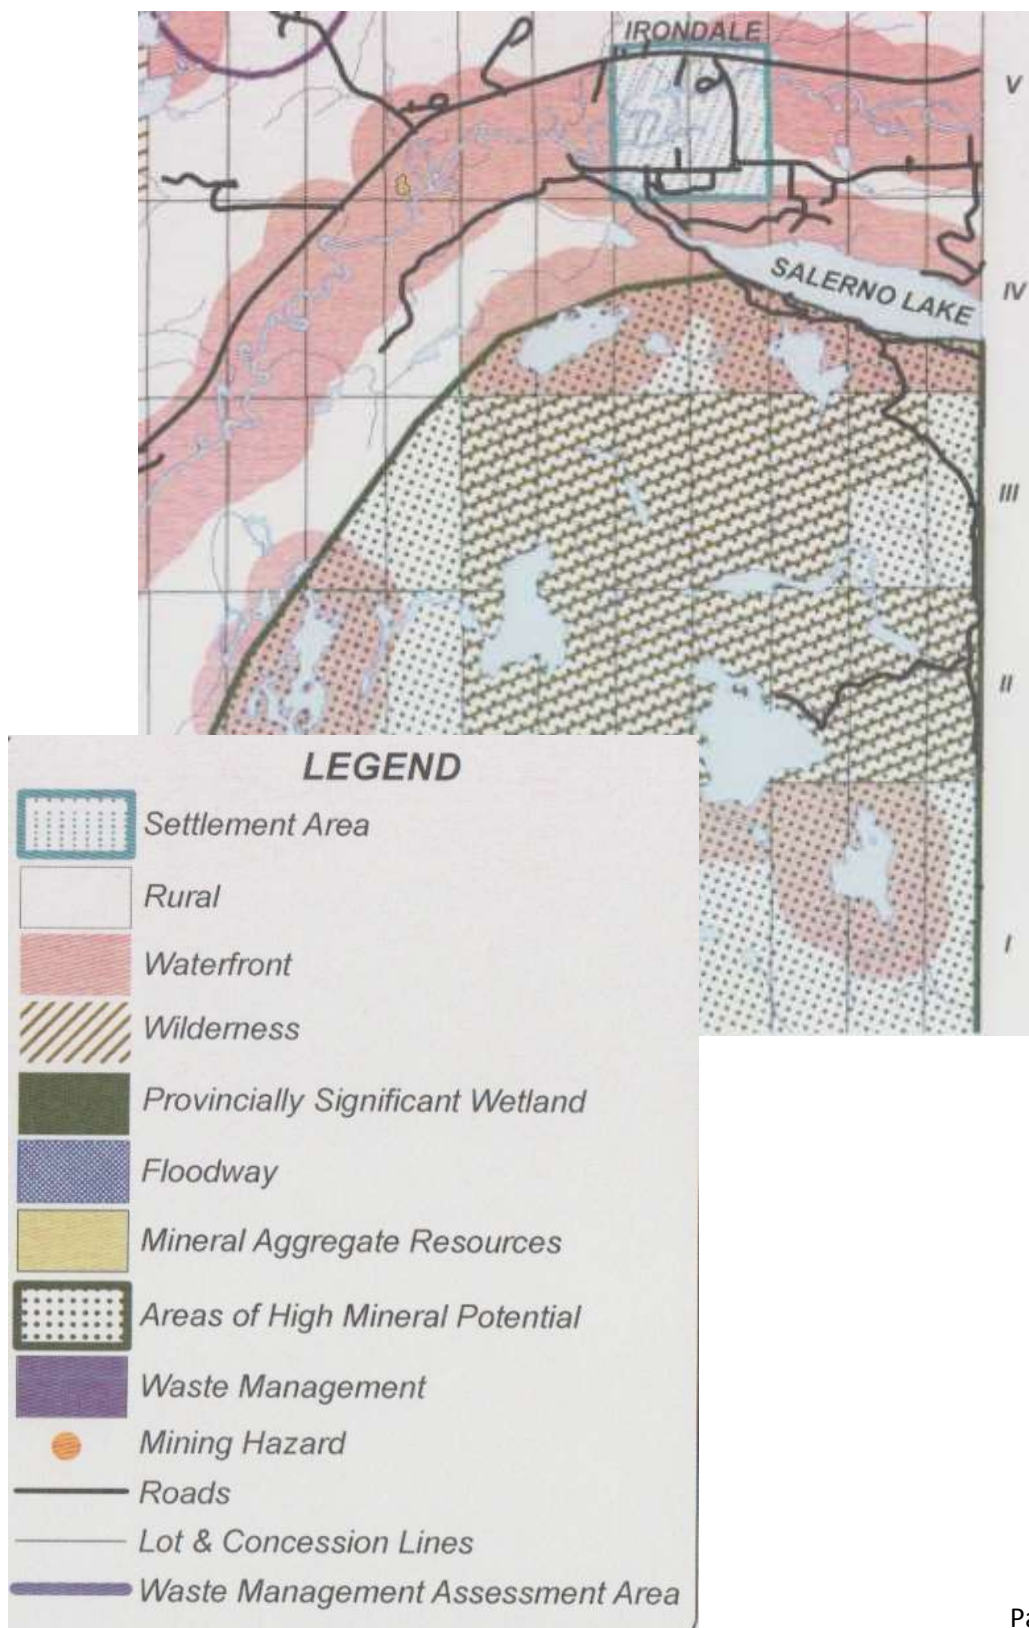 IRONDALE
V
SALERNO LAKE
IV
III
II
I
LEGEND
Settlement Area
Rural
Waterfront
Wilderness
Provincially Significant Wetland
Floodway
Mineral Aggregate Resources
Areas of High Mineral Potential
Waste Management
Mining Hazard
Roads
Lot & Concession Lines
Waste Management Assessment Area
Pa